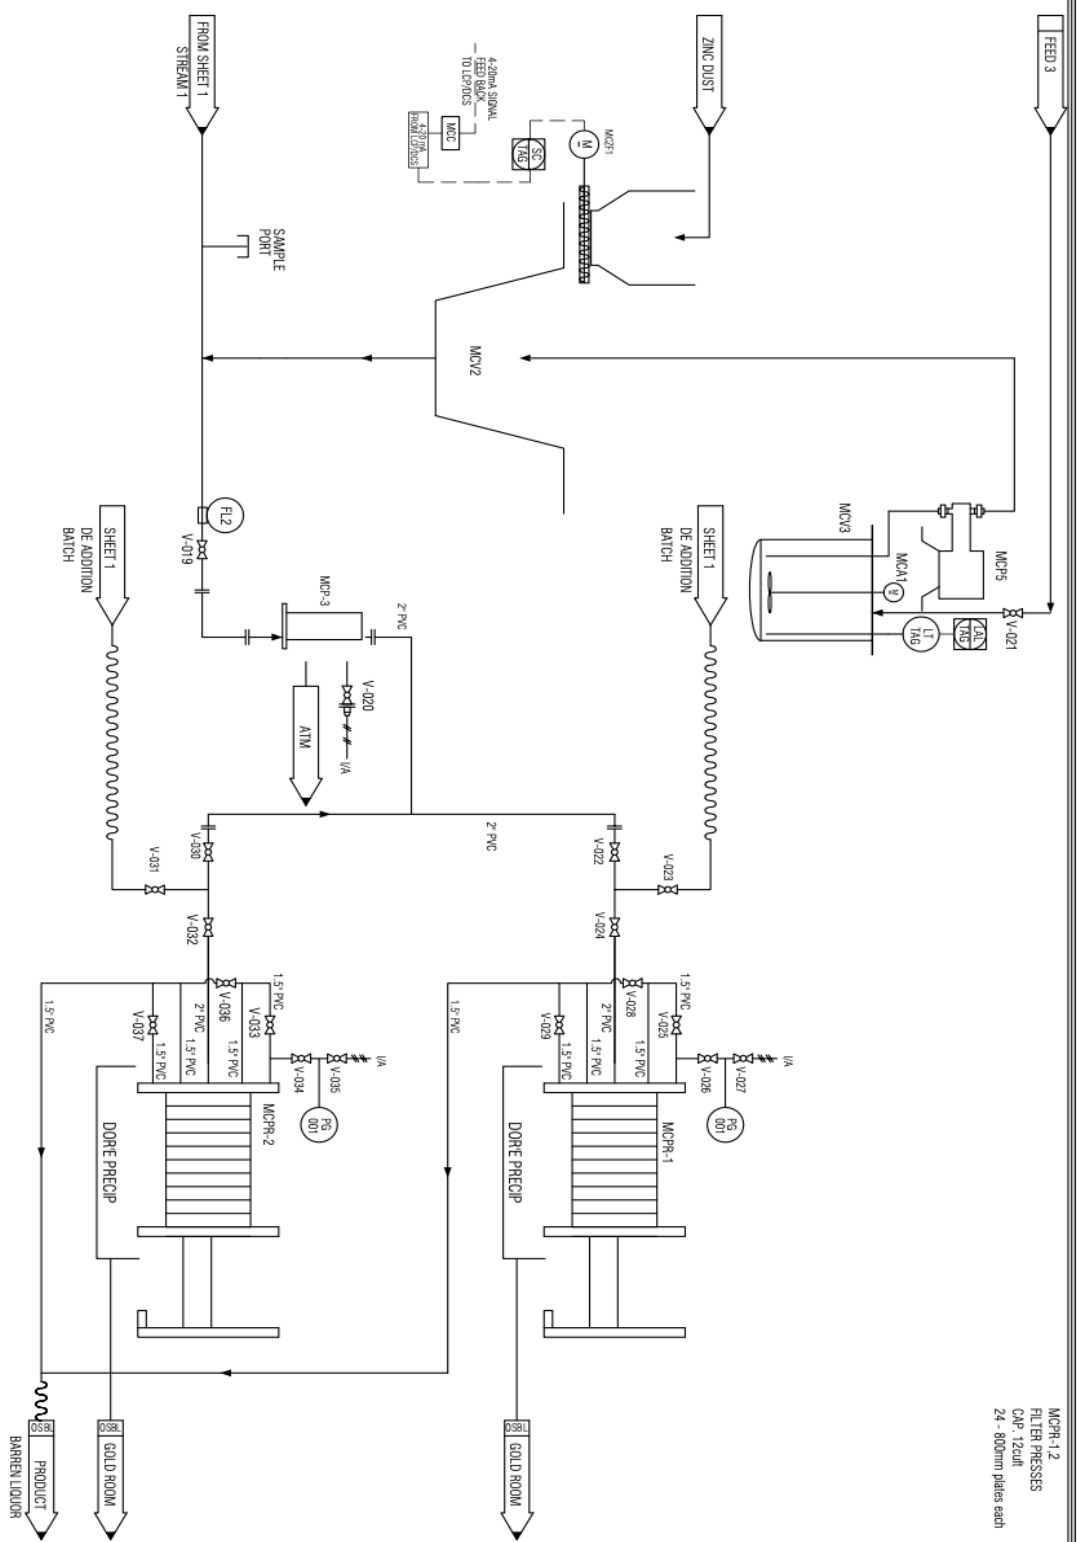 FEED 3
ZINC DUST
FROM SHEET 1
STREAM 1
4-20mA SIGNAL
FEED BACK
TO LCP/DCS
MCC
4-20 mA
FROM LCP/DCS
SC
TAG
M
MCZF1
SAMPLE
PORT
MCV2
MCV3
MCA1
M
MCP5
V-021
LT
TAG
LAL
TAG
FL2
V-019
SHEET 1
DE ADDITION
BATCH
SHEET 1
DE ADDITION
BATCH
MCP-3
2" PVC
V-020
I/A
ATM
2" PVC
V-022
V-023
V-024
V-030
V-031
V-032
1.5" PVC
V-025
V-028
2" PVC
V-029
1.5" PVC
1.5" PVC
1.5" PVC
V-026
V-027
I/A
PG
001
MCPR-1
DOR'E PRECIP
1.5" PVC
V-033
V-036
2" PVC
V-037
1.5" PVC
1.5" PVC
1.5" PVC
1.5" PVC
V-034
V-035
I/A
PG
001
MCPR-2
DOR'E PRECIP
OSBL
GOLD ROOM
OSBL
GOLD ROOM
OSBL
PRODUCT
BARREN LIQUOR
MCPR-1,2
FILTER PRESSES
CAP. 12cuft
24 - 800mm plates each